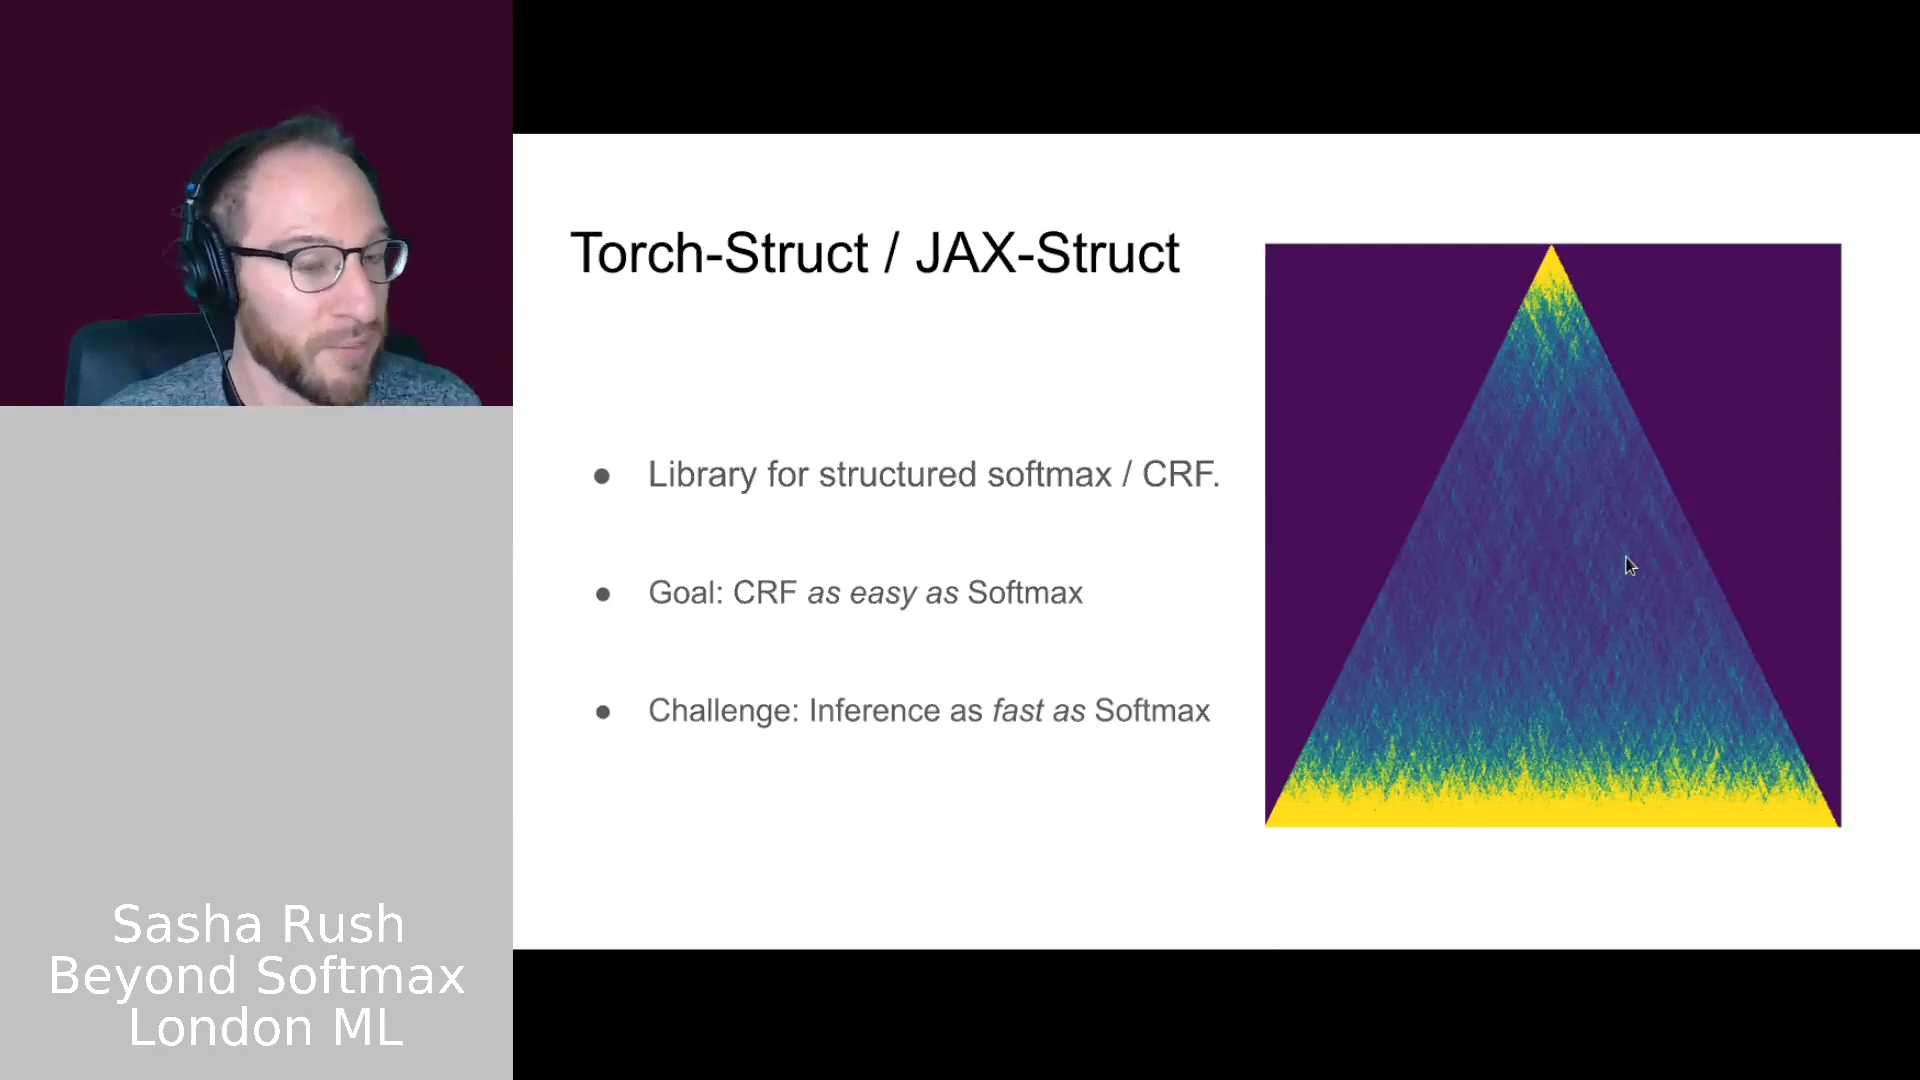 Torch-Struct / JAX-Struct
● Library for structured softmax / CRF.
● Goal: CRF as easy as Softmax
● Challenge: Inference as fast as Softmax
Sasha Rush
Beyond Softmax
London ML